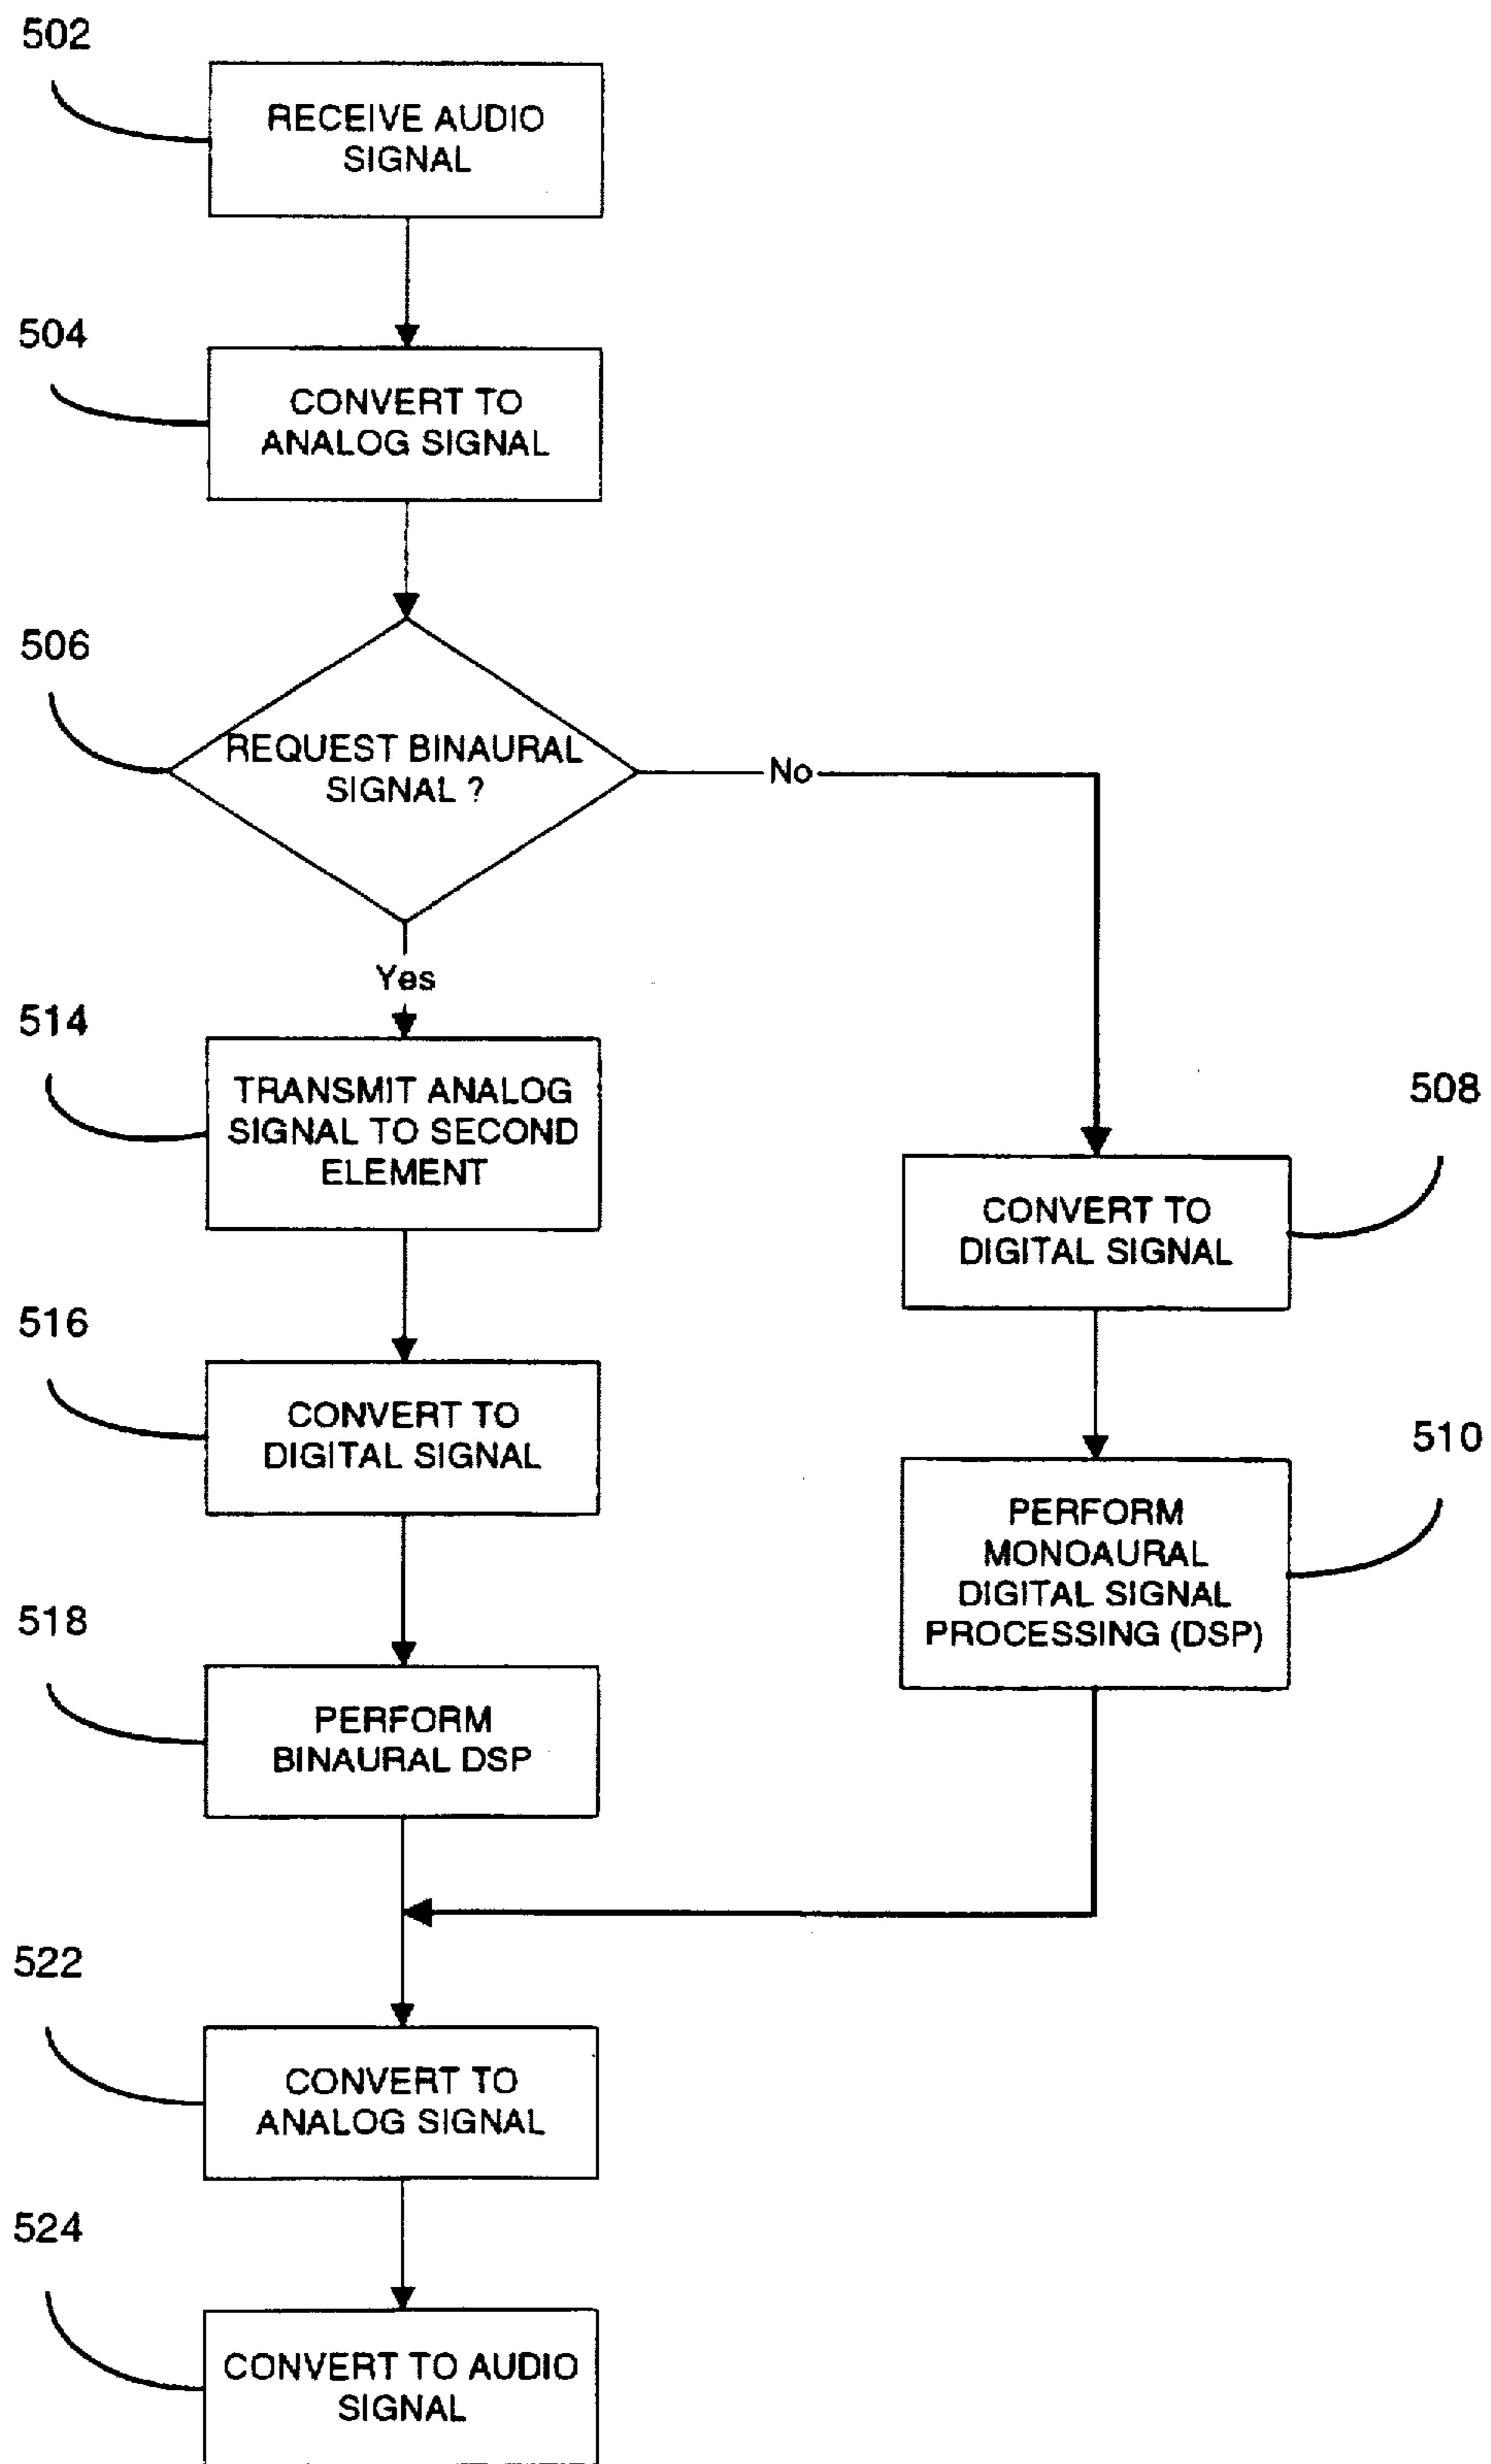 502
RECEIVE AUDIO
SIGNAL
504
CONVERT TO
ANALOG SIGNAL
506
REQUEST BINAURAL
SIGNAL ?
No
Yes
514
TRANSMIT ANALOG
SIGNAL TO SECOND
ELEMENT
508
CONVERT TO
DIGITAL SIGNAL
516
CONVERT TO
DIGITAL SIGNAL
510
PERFORM
MONOAURAL
DIGITAL SIGNAL
PROCESSING (DSP)
518
PERFORM
BINAURAL DSP
522
CONVERT TO
ANALOG SIGNAL
524
CONVERT TO AUDIO
SIGNAL